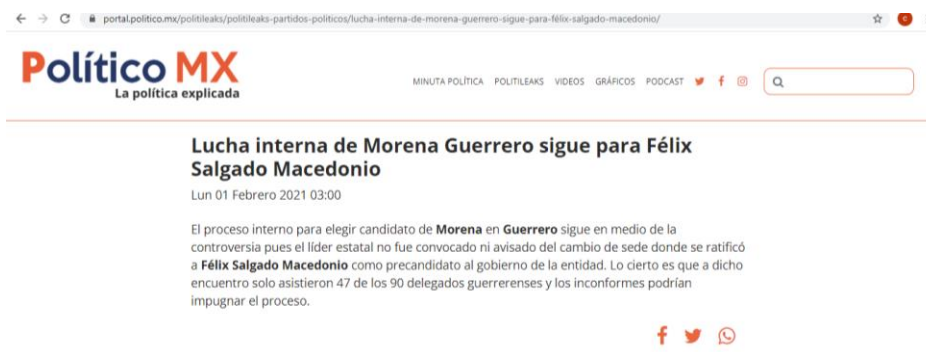 portal.politico.mx/politileaks/politileaks-partidos-politicos/lucha-interna-de-morena-guerrero-sigue-para-félix-salgado-macedonio/
Político MX
La política explicada
MINUTA POLÍTICA POLITILEAKS VIDEOS GRÁFICOS PODCAST
Lucha interna de Morena Guerrero sigue para Félix
Salgado Macedonio
Lun 01 Febrero 2021 03:00
El proceso interno para elegir candidato de Morena en Guerrero sigue en medio de la
controversia pues el líder estatal no fue convocado ni avisado del cambio de sede donde se ratificó
a Félix Salgado Macedonio como precandidato al gobierno de la entidad. Lo cierto es que a dicho
encuentro solo asistieron 47 de los 90 delegados guerrerenses y los inconformes podrían
impugnar el proceso.